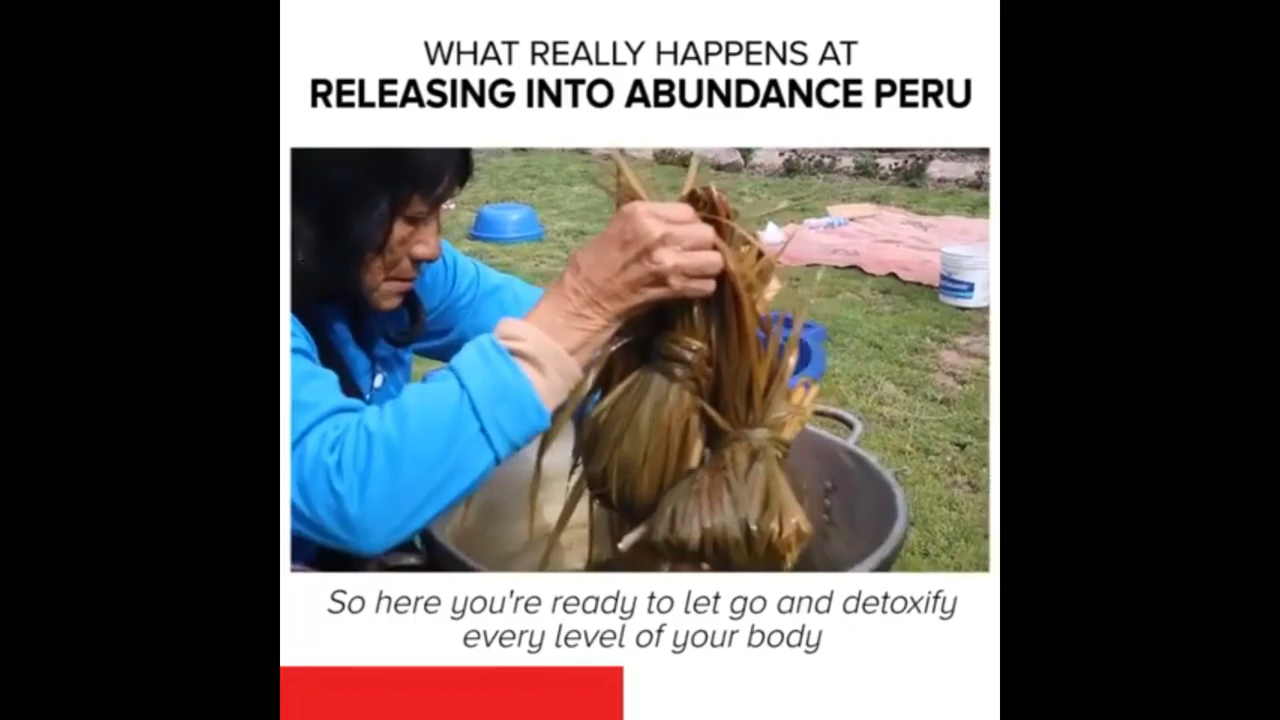 WHAT REALLY HAPPENS AT
RELEASING INTO ABUNDANCE PERU
So here you're ready to let go and detoxify
every level of your body